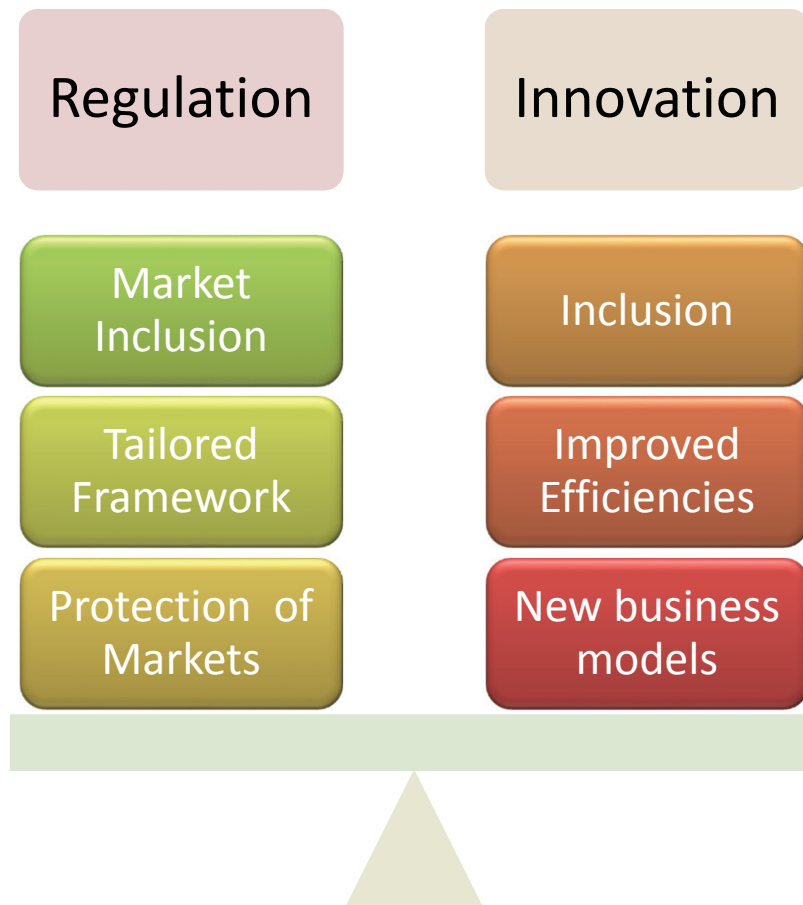 Regulation
Innovation
Market
Inclusion
Inclusion
Tailored
Framework
Improved
Efficiencies
Protection of
Markets
New business
models